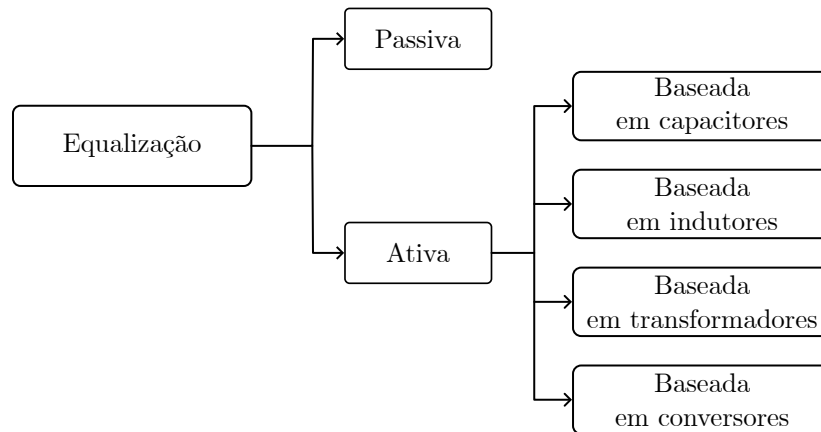 Passiva
Equalização
Ativa
Baseada
em capacitores
Baseada
em indutores
Baseada
em transformadores
Baseada
em conversores